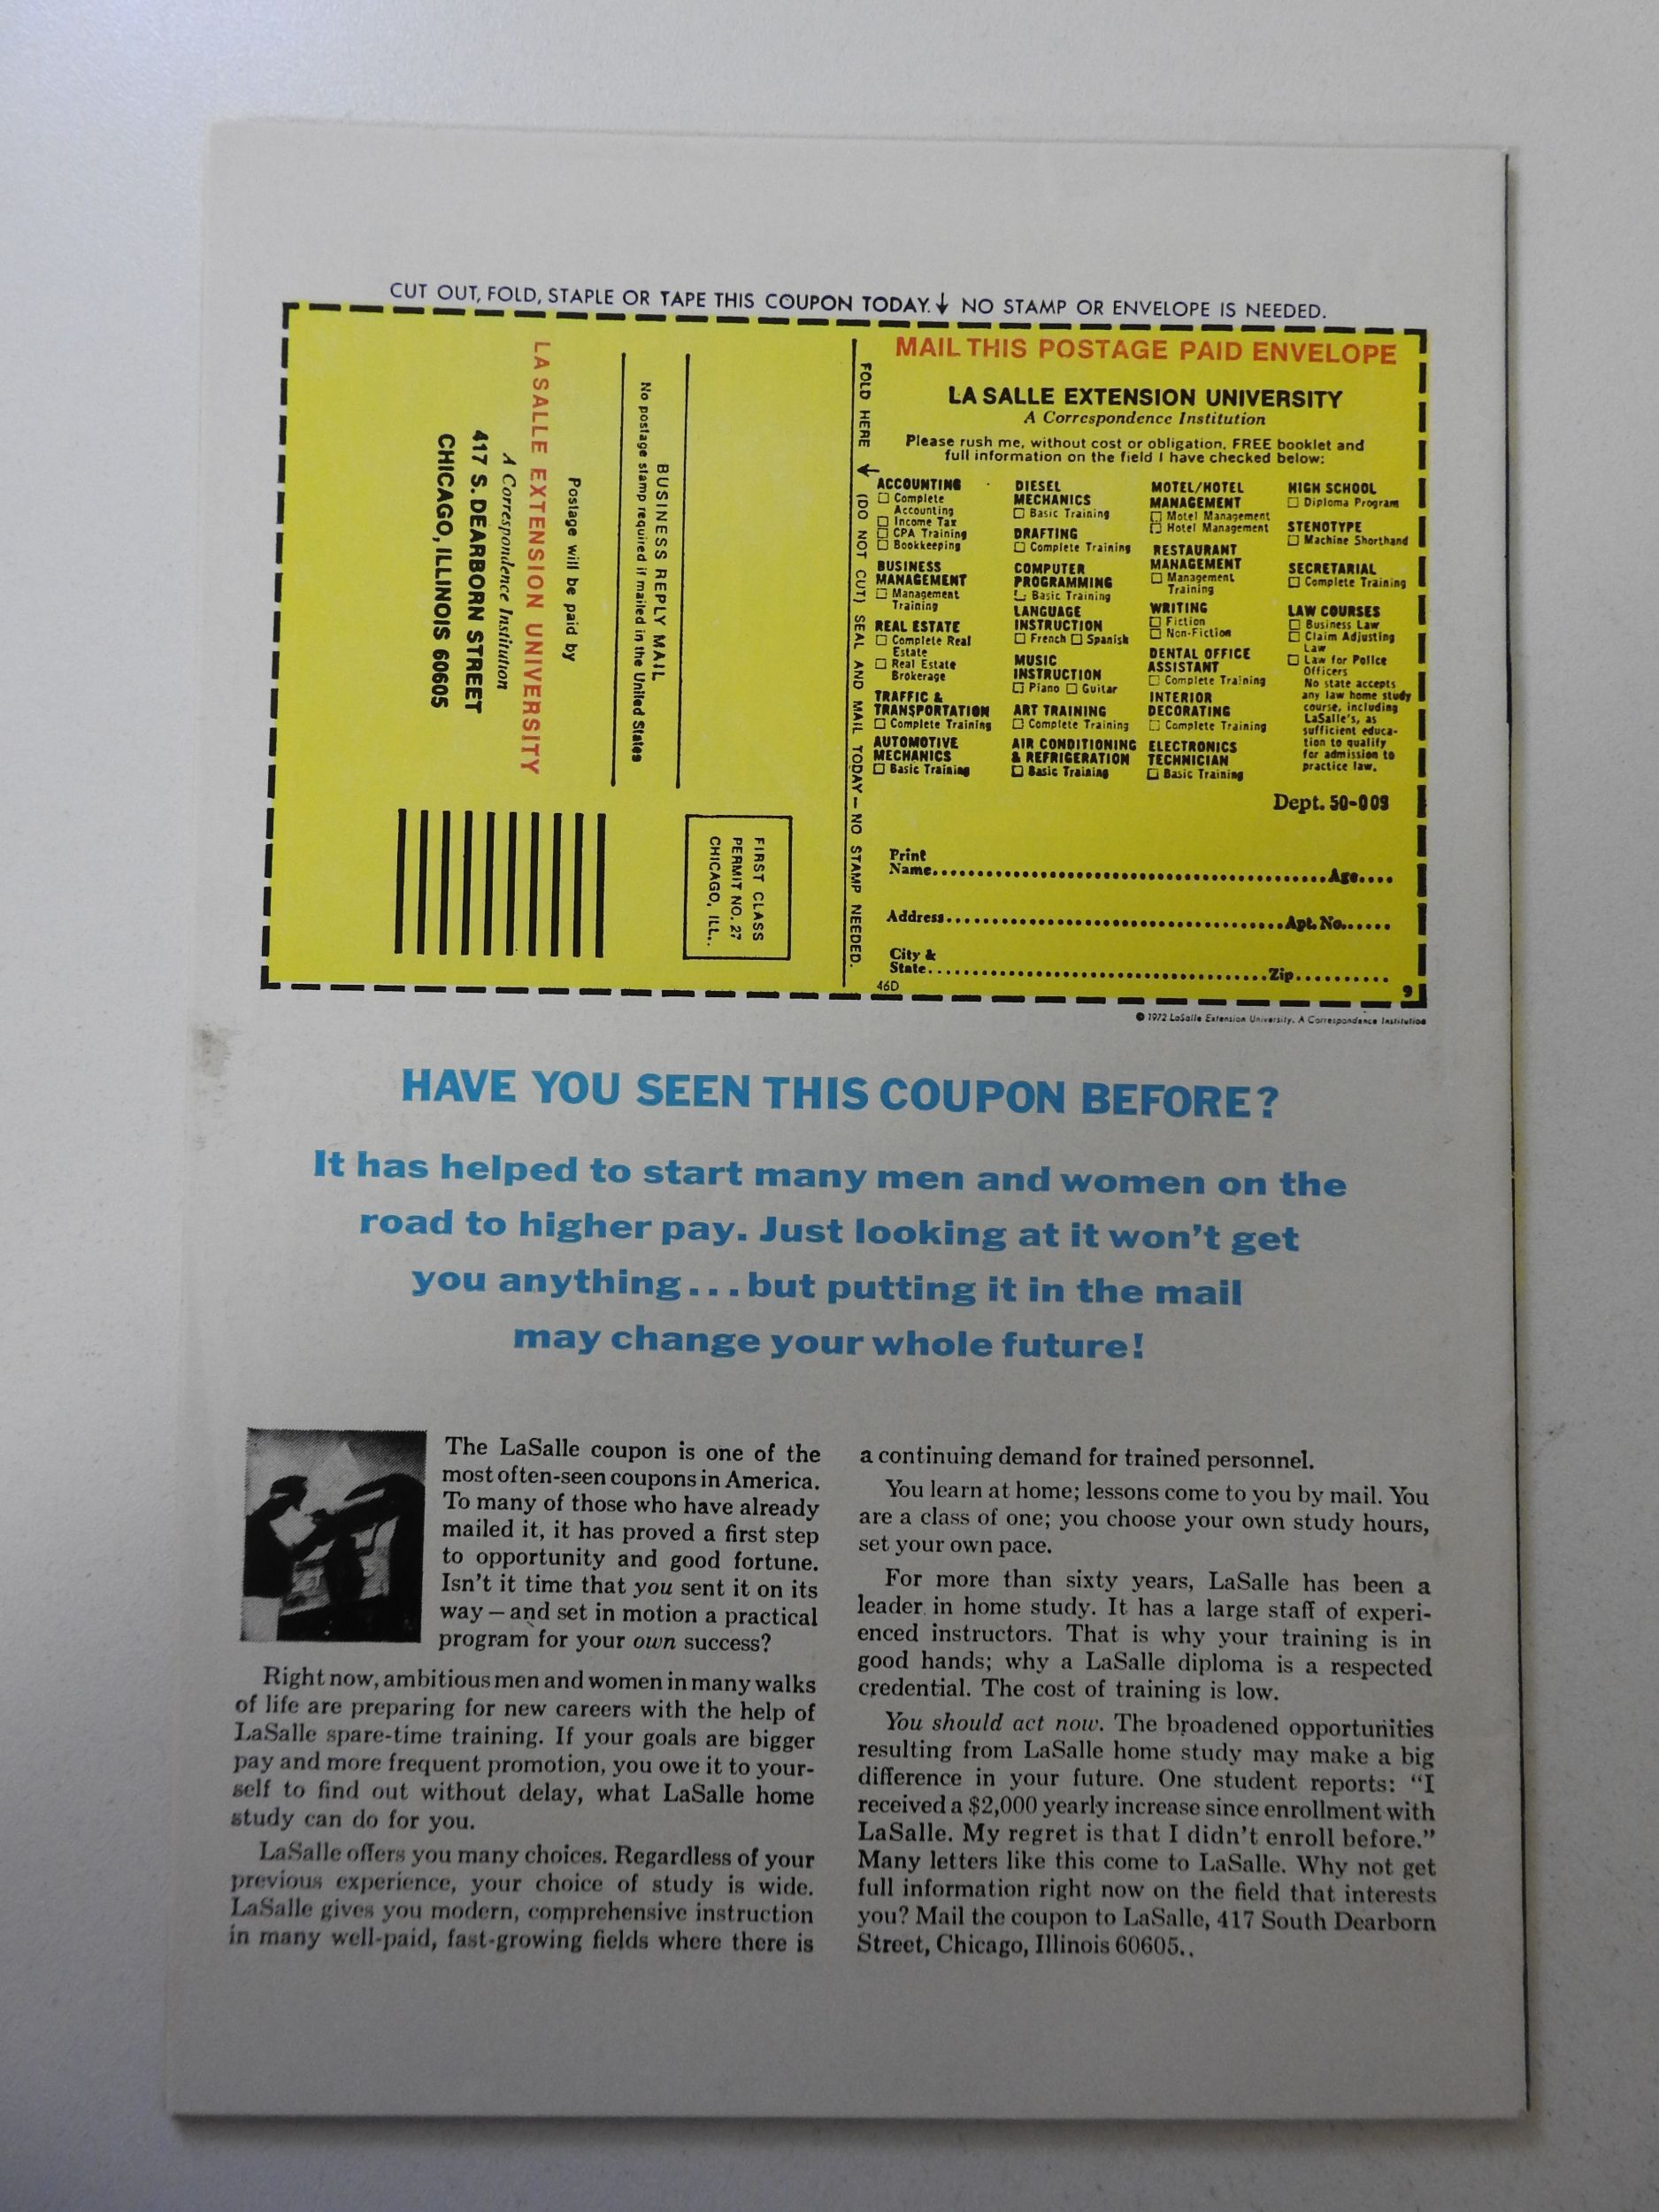 CUT OUT, FOLD, STAPLE OR TAPE THIS COUPON TODAY.↓ NO STAMP OR ENVELOPE IS NEEDED.
LA SALLE EXTENSION UNIVERSITY
A Correspondence Institution
417 S. DEARBORN STREET
CHICAGO, ILLINOIS 60605
Postage will be paid by
BUSINESS REPLY MAIL
No postage stamp required if mailed in the United States
FIRST CLASS
PERMIT NO. 27
CHICAGO, ILL..
FOLD HERE ↓ (DO NOT CUT) SEAL AND MAIL TODAY — NO STAMP NEEDED.
MAIL THIS POSTAGE PAID ENVELOPE
LA SALLE EXTENSION UNIVERSITY
A Correspondence Institution
Please rush me, without cost or obligation, FREE booklet and
full information on the field I have checked below:
ACCOUNTING
☐ Complete
Accounting
☐ Income Tax
☐ CPA Training
☐ Bookkeeping
BUSINESS
MANAGEMENT
☐ Management
Training
REAL ESTATE
☐ Complete Real
Estate
☐ Real Estate
Brokerage
TRAFFIC &
TRANSPORTATION
☐ Complete Training
AUTOMOTIVE
MECHANICS
☐ Basic Training
DIESEL
MECHANICS
☐ Basic Training
DRAFTING
☐ Complete Training
COMPUTER
PROGRAMMING
☐ Basic Training
LANGUAGE
INSTRUCTION
☐ French ☐ Spanish
MUSIC
INSTRUCTION
☐ Piano ☐ Guitar
ART TRAINING
☐ Complete Training
AIR CONDITIONING
& REFRIGERATION
☐ Basic Training
MOTEL/HOTEL
MANAGEMENT
☐ Motel Management
☐ Hotel Management
RESTAURANT
MANAGEMENT
☐ Management
Training
WRITING
☐ Fiction
☐ Non-Fiction
DENTAL OFFICE
ASSISTANT
☐ Complete Training
INTERIOR
DECORATING
☐ Complete Training
ELECTRONICS
TECHNICIAN
☐ Basic Training
HIGH SCHOOL
☐ Diploma Program
STENOTYPE
☐ Machine Shorthand
SECRETARIAL
☐ Complete Training
LAW COURSES
☐ Business Law
☐ Claim Adjusting
Law
☐ Law for Police
Officers
No state accepts
any law home study
course, including
LaSalle's, as
sufficient educa-
tion to qualify
for admission to
practice law.
Dept. 50-009
Print
Name........Age....
Address........Apt. No......
City &
State........Zip..........
46D
9
© 1972 LaSalle Extension University, A Correspondence Institution
HAVE YOU SEEN THIS COUPON BEFORE?
It has helped to start many men and women on the
road to higher pay. Just looking at it won't get
you anything...but putting it in the mail
may change your whole future!
The LaSalle coupon is one of the
most often-seen coupons in America.
To many of those who have already
mailed it, it has proved a first step
to opportunity and good fortune.
Isn't it time that you sent it on its
way — and set in motion a practical
program for your own success?
Right now, ambitious men and women in many walks
of life are preparing for new careers with the help of
LaSalle spare-time training. If your goals are bigger
pay and more frequent promotion, you owe it to your-
self to find out without delay, what LaSalle home
study can do for you.
LaSalle offers you many choices. Regardless of your
previous experience, your choice of study is wide.
LaSalle gives you modern, comprehensive instruction
in many well-paid, fast-growing fields where there is
a continuing demand for trained personnel.
You learn at home; lessons come to you by mail. You
are a class of one; you choose your own study hours,
set your own pace.
For more than sixty years, LaSalle has been a
leader in home study. It has a large staff of experi-
enced instructors. That is why your training is in
good hands; why a LaSalle diploma is a respected
credential. The cost of training is low.
You should act now. The broadened opportunities
resulting from LaSalle home study may make a big
difference in your future. One student reports: “I
received a $2,000 yearly increase since enrollment with
LaSalle. My regret is that I didn't enroll before.”
Many letters like this come to LaSalle. Why not get
full information right now on the field that interests
you? Mail the coupon to LaSalle, 417 South Dearborn
Street, Chicago, Illinois 60605..